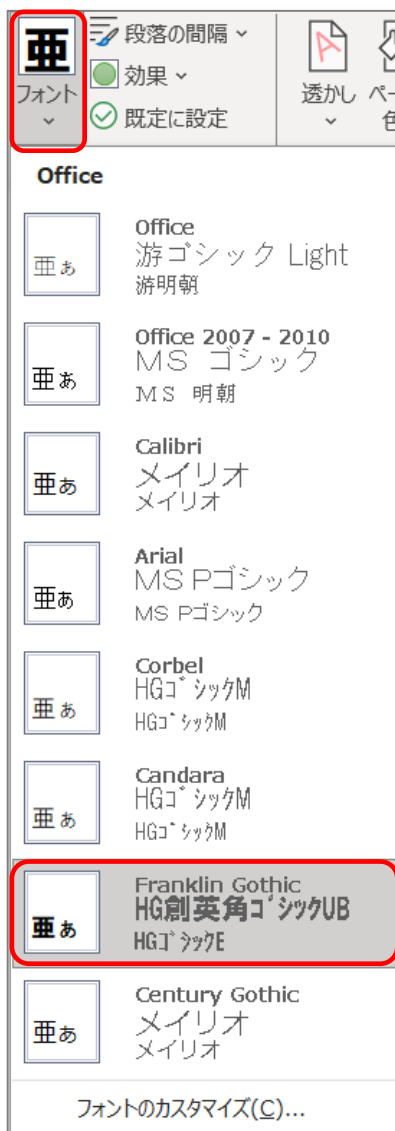 亜
フォント
段落の間隔
効果
既定に設定
透かし
ペー
色
Office
亜ぁ
Office
游ゴシック Light
游明朝
亜ぁ
Office 2007 - 2010
ＭＳ ゴシック
ＭＳ 明朝
亜ぁ
Calibri
メイリオ
メイリオ
亜ぁ
Arial
ＭＳ Ｐゴシック
ＭＳ Ｐゴシック
亜ぁ
Corbel
HGｺﾞｼｯｸM
HGｺﾞｼｯｸM
亜ぁ
Candara
HGｺﾞｼｯｸM
HGｺﾞｼｯｸM
亜ぁ
Franklin Gothic
HG創英角ｺﾞｼｯｸUB
HGｺﾞｼｯｸE
亜ぁ
Century Gothic
メイリオ
メイリオ
フォントのカスタマイズ(C)...